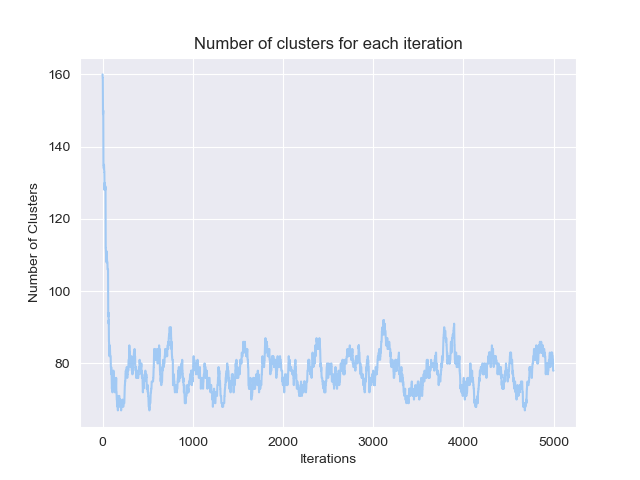 Number of clusters for each iteration
160
140
120
100
80
Number of Clusters
0 1000 2000 3000 4000 5000
Iterations